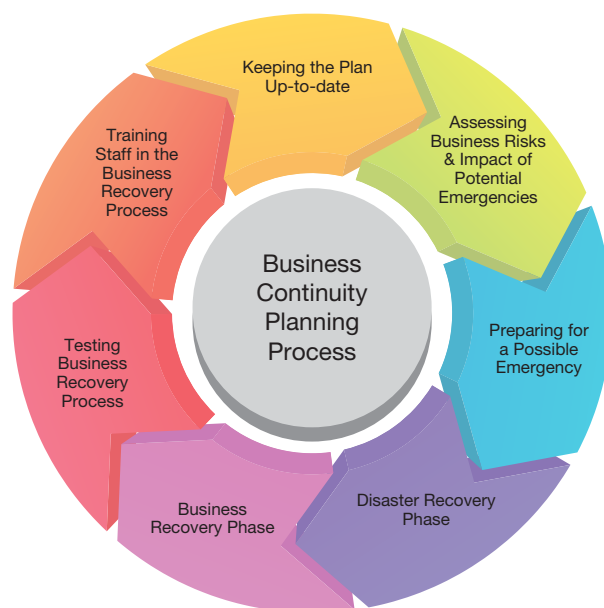 Keeping the Plan
Up-to-date
Assessing
Business Risks
& Impact of
Potential
Emergencies
Preparing for
a Possible
Emergency
Disaster Recovery
Phase
Business
Recovery Phase
Testing
Business
Recovery
Process
Training
Staff in the
Business
Recovery
Process
Business
Continuity
Planning
Process